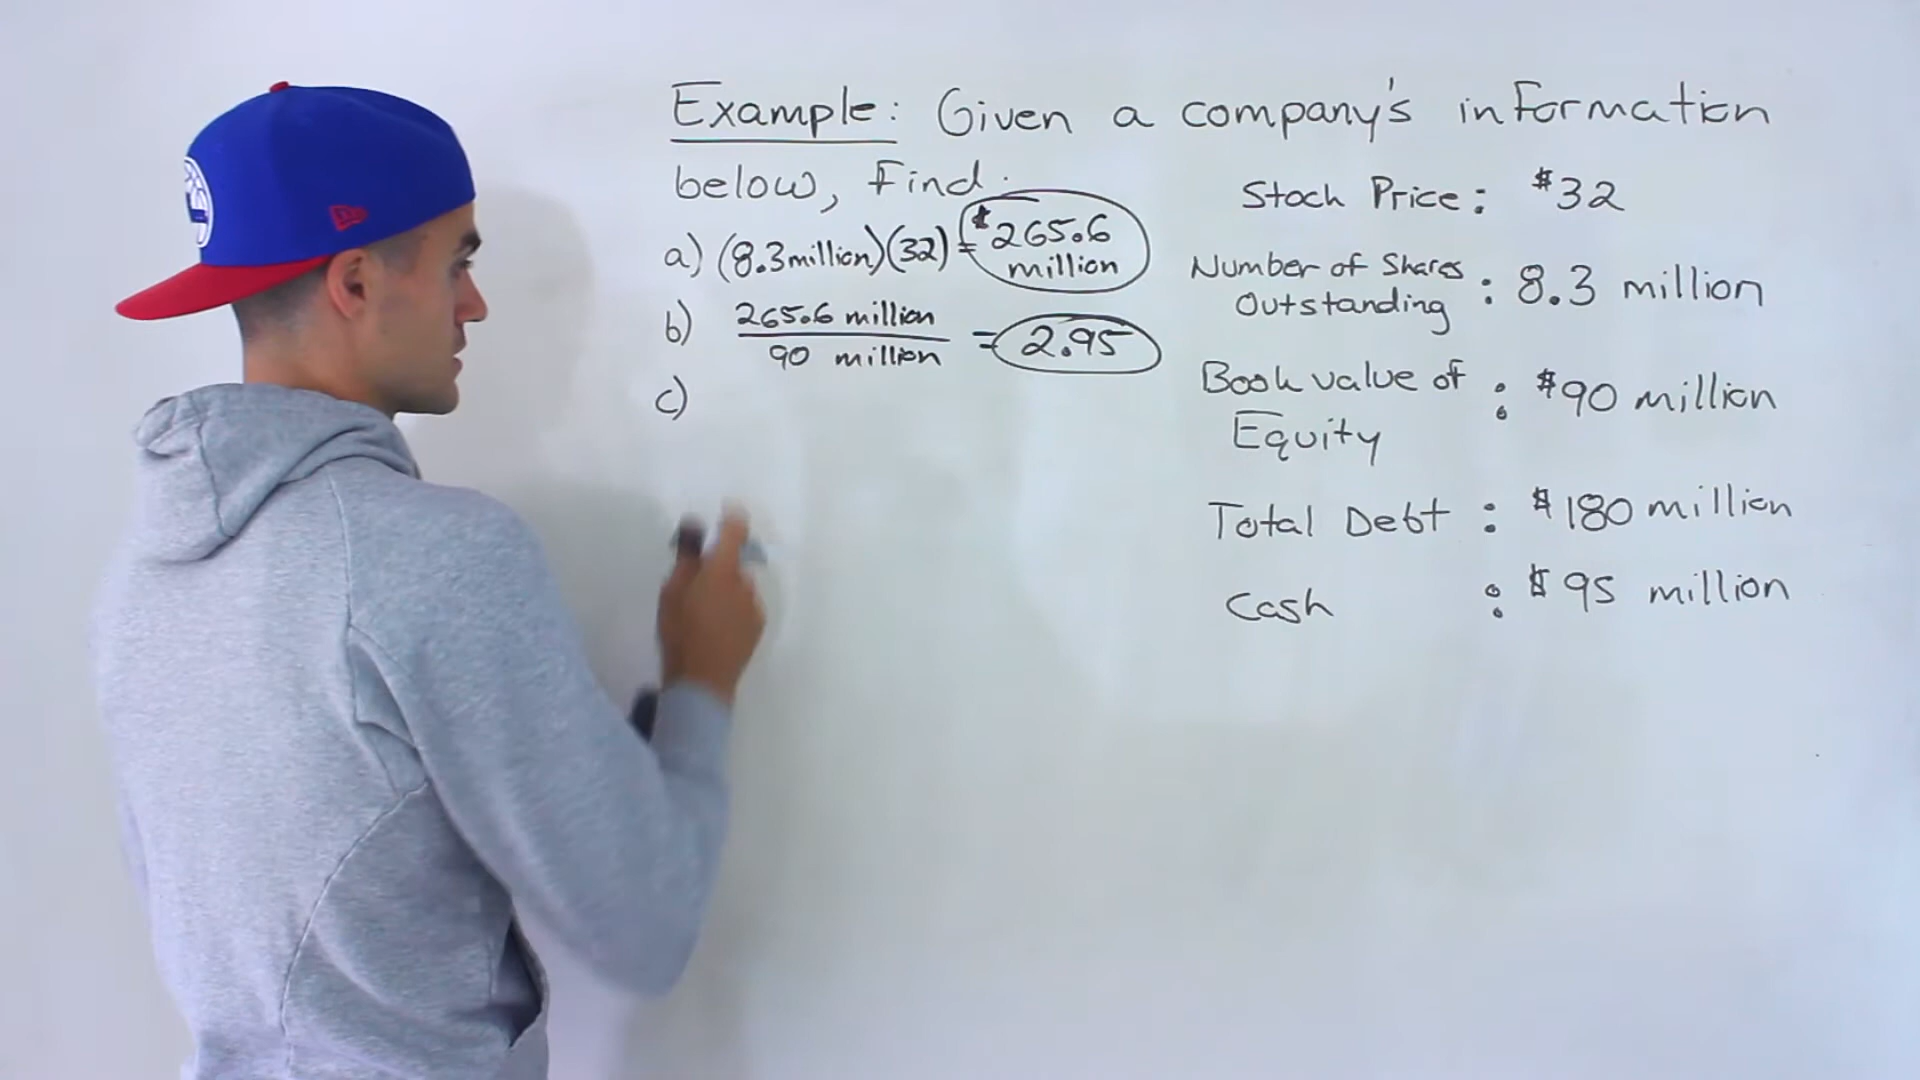 Example: Given a company's information
below, Find:
a) (8.3 million)(32) = $265.6 million
b) 265.6 million / 90 million = 2.95
c)
Stock Price: $32
Number of Shares
Outstanding : 8.3 million
Book value of
Equity : $90 million
Total Debt : $180 million
Cash : $95 million